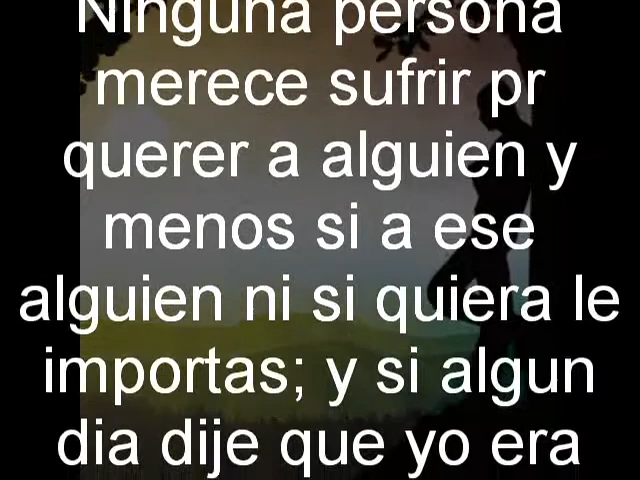 Ninguna persona
merece sufrir pr
querer a alguien y
menos si a ese
alguien ni si quiera le
importas; y si algun
dia dije que yo era